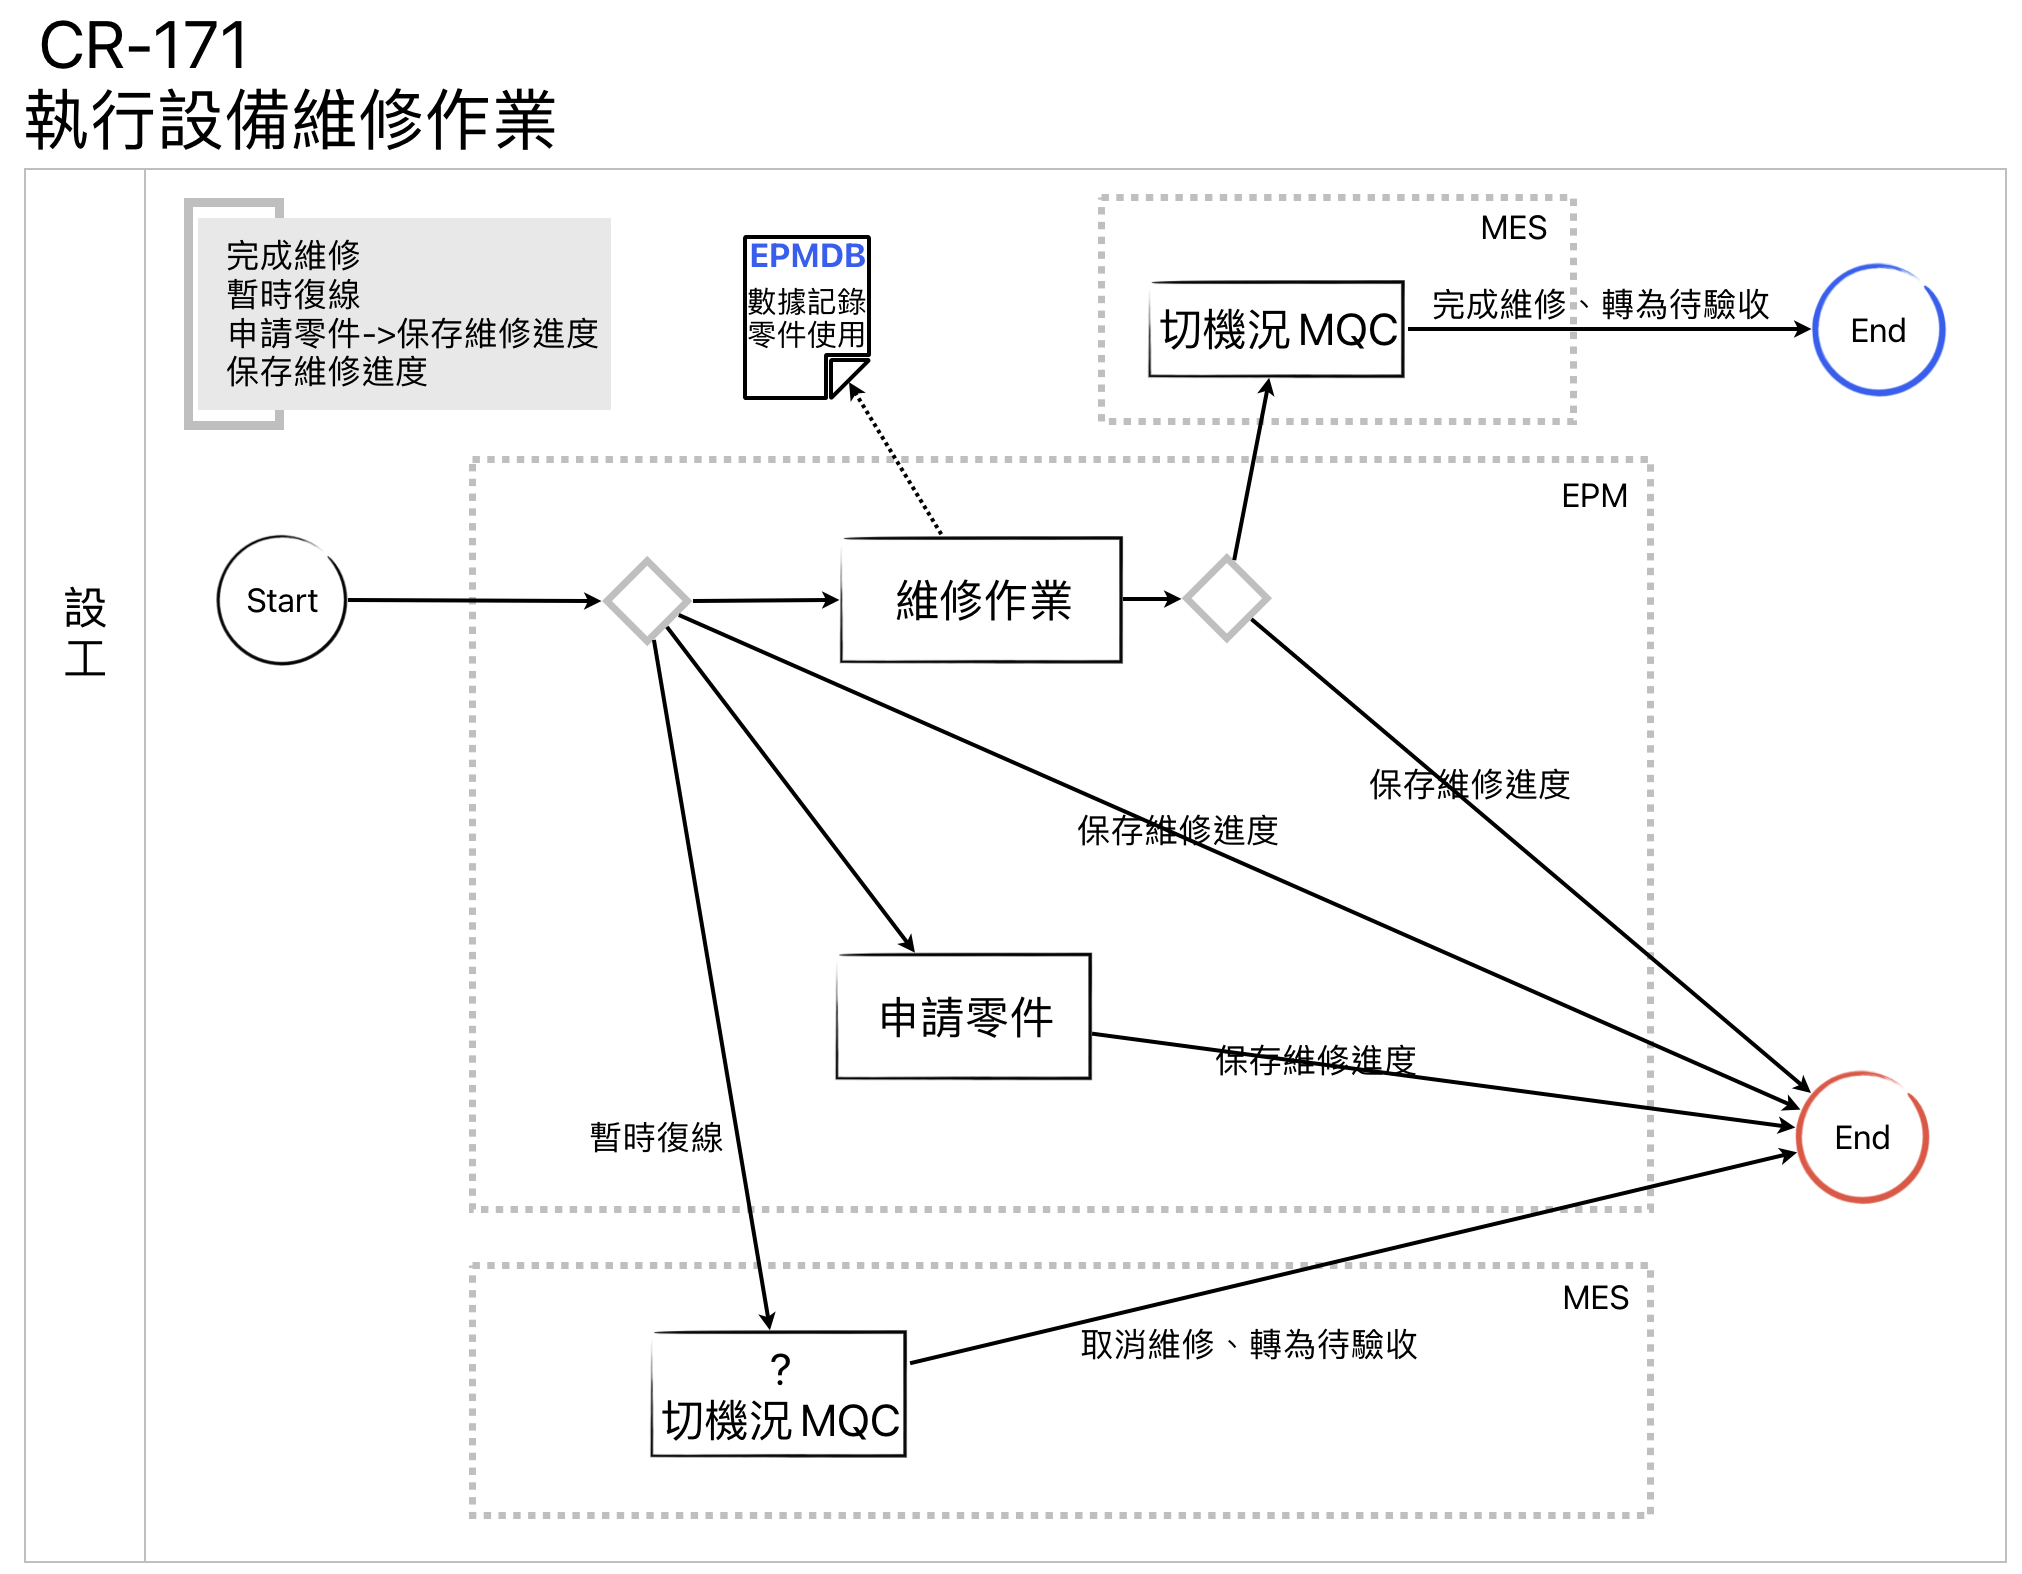 CR-171
執行設備維修作業
設
工
完成維修
暫時復線
申請零件->保存維修進度
保存維修進度
EPMDB
數據記錄
零件使用
MES
切機況 MQC
完成維修、轉為待驗收
End
EPM
Start
維修作業
保存維修進度
保存維修進度
申請零件
保存維修進度
暫時復線
End
MES
?
切機況 MQC
取消維修、轉為待驗收